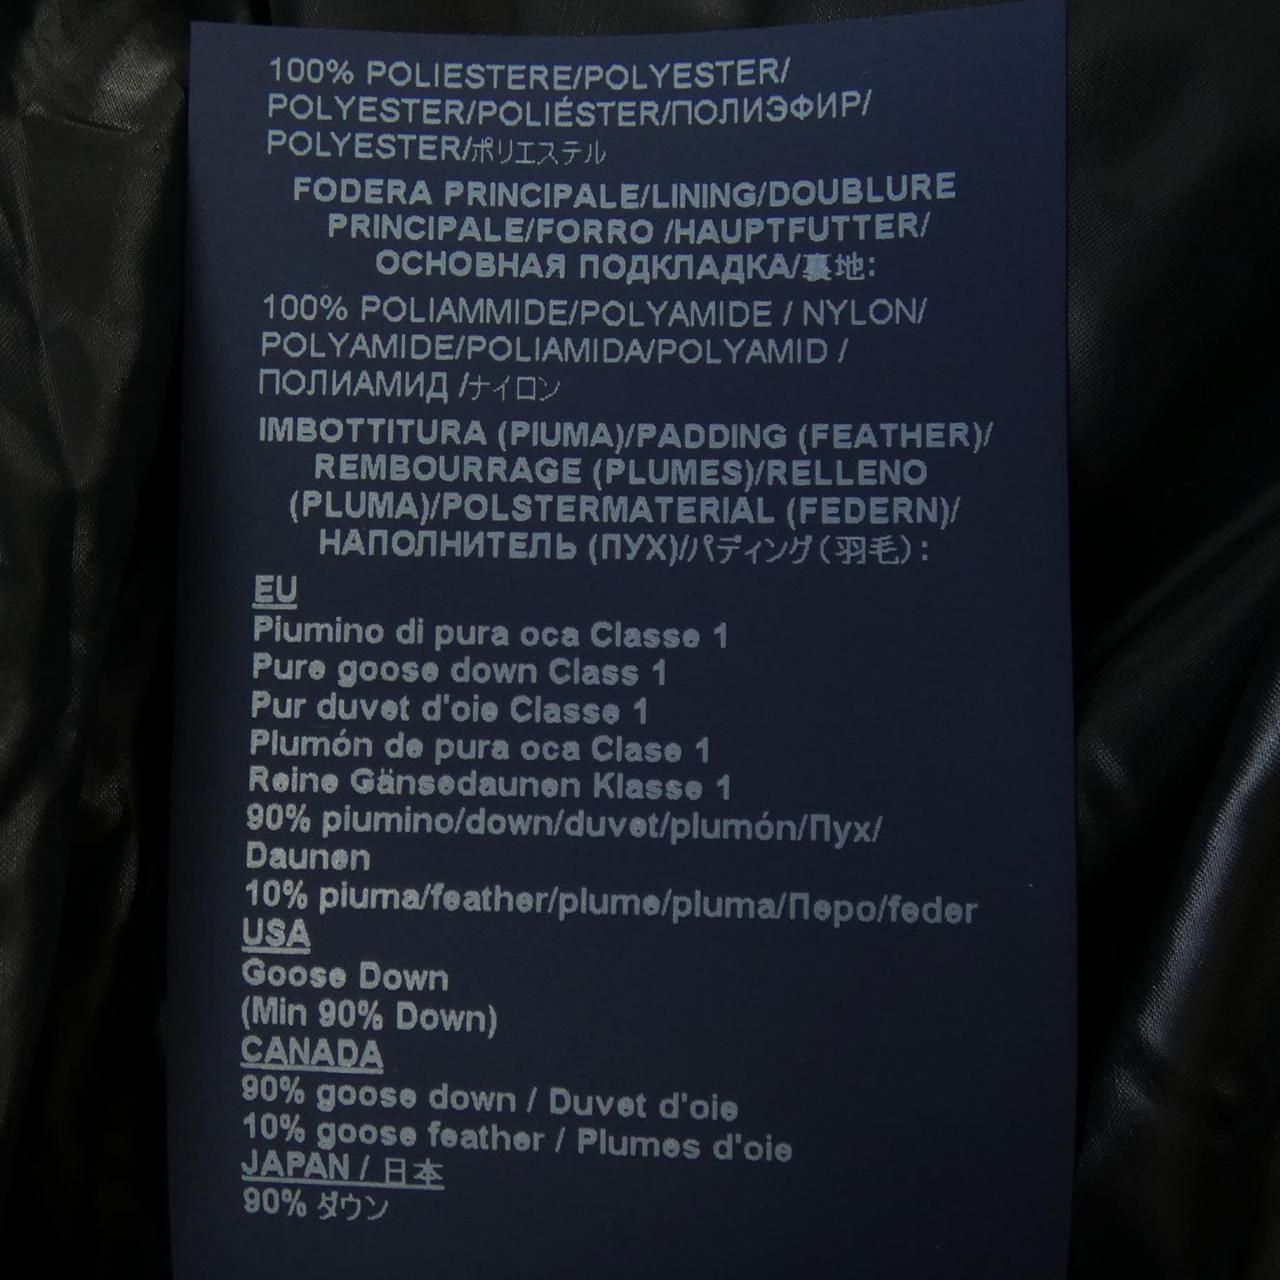 100% POLIESTERE/POLYESTER/
POLYESTER/POLIÉSTER/ПОЛИЭФИР/
POLYESTER/ポリエステル
FODERA PRINCIPALE/LINING/DOUBLURE
PRINCIPALE/FORRO /HAUPTFUTTER/
ОСНОВНАЯ ПОДКЛАДКА/裏地:
100% POLIAMMIDE/POLYAMIDE / NYLON/
POLYAMIDE/POLIAMIDA/POLYAMID /
ПОЛИАМИД /ナイロン
IMBOTTITURA (PIUMA)/PADDING (FEATHER)/
REMBOURRAGE (PLUMES)/RELLENO
(PLUMA)/POLSTERMATERIAL (FEDERN)/
НАПОЛНИТЕЛЬ (ПУХ)//パディング(羽毛):
EU
Piumino di pura oca Classe 1
Pure goose down Class 1
Pur duvet d'oie Classe 1
Plumón de pura oca Clase 1
Reine Gänsedaunen Klasse 1
90% piumino/down/duvet/plumón/Пух/
Daunen
10% piuma/feather/plume/pluma/Перо/feder
USA
Goose Down
(Min 90% Down)
CANADA
90% goose down / Duvet d'oie
10% goose feather / Plumes d'oie
JAPAN / 日本
90% ダウン